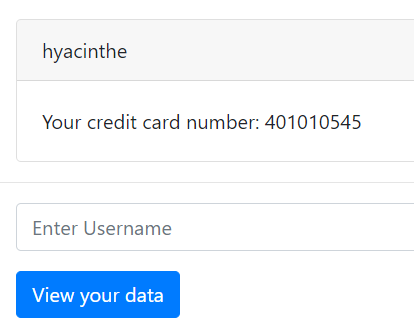 hyacinthe
Your credit card number: 401010545
Enter Username
View your data